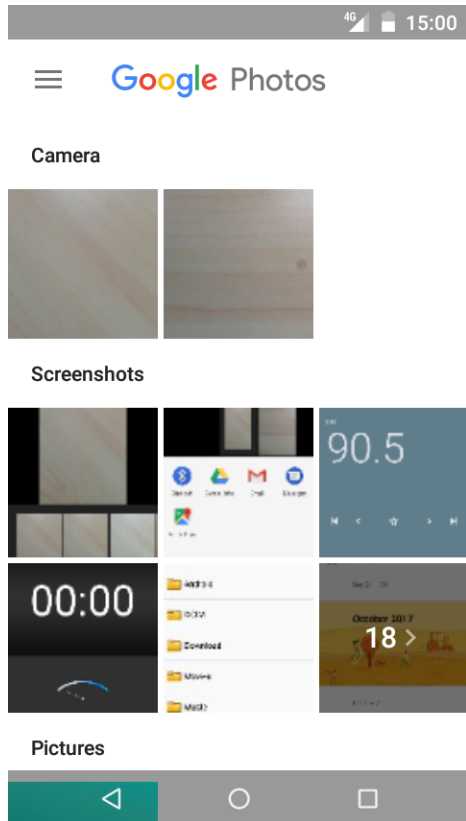 4G 15:00
Google Photos
Camera
Screenshots
90.5
Gmail
00:00
Android
DCIM
Download
Movies
Music
October 2017
18 >
Pictures